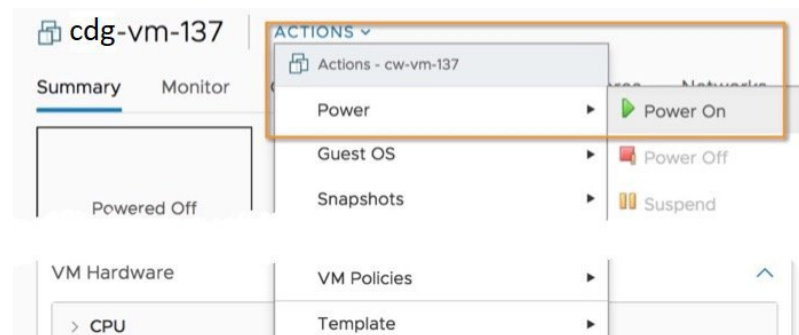 cdg-vm-137 ACTIONS
Actions - cw-vm-137
Summary Monitor
Power Power On
Guest OS Power Off
Snapshots Suspend
Powered Off
VM Hardware VM Policies
CPU Template